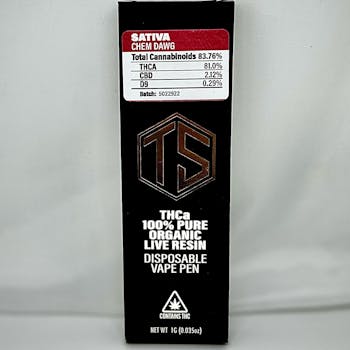 SATIVA
CHEM DAWG
Total Cannabinoids 83.76%
THCA 81.0%
CBD 2.12%
D9 0.29%
Batch: 5022922
TS
THCa
100% PURE
ORGANIC
LIVE RESIN
DISPOSABLE
VAPE PEN
CONTAINS THC
NET WT 1G (0.035oz)